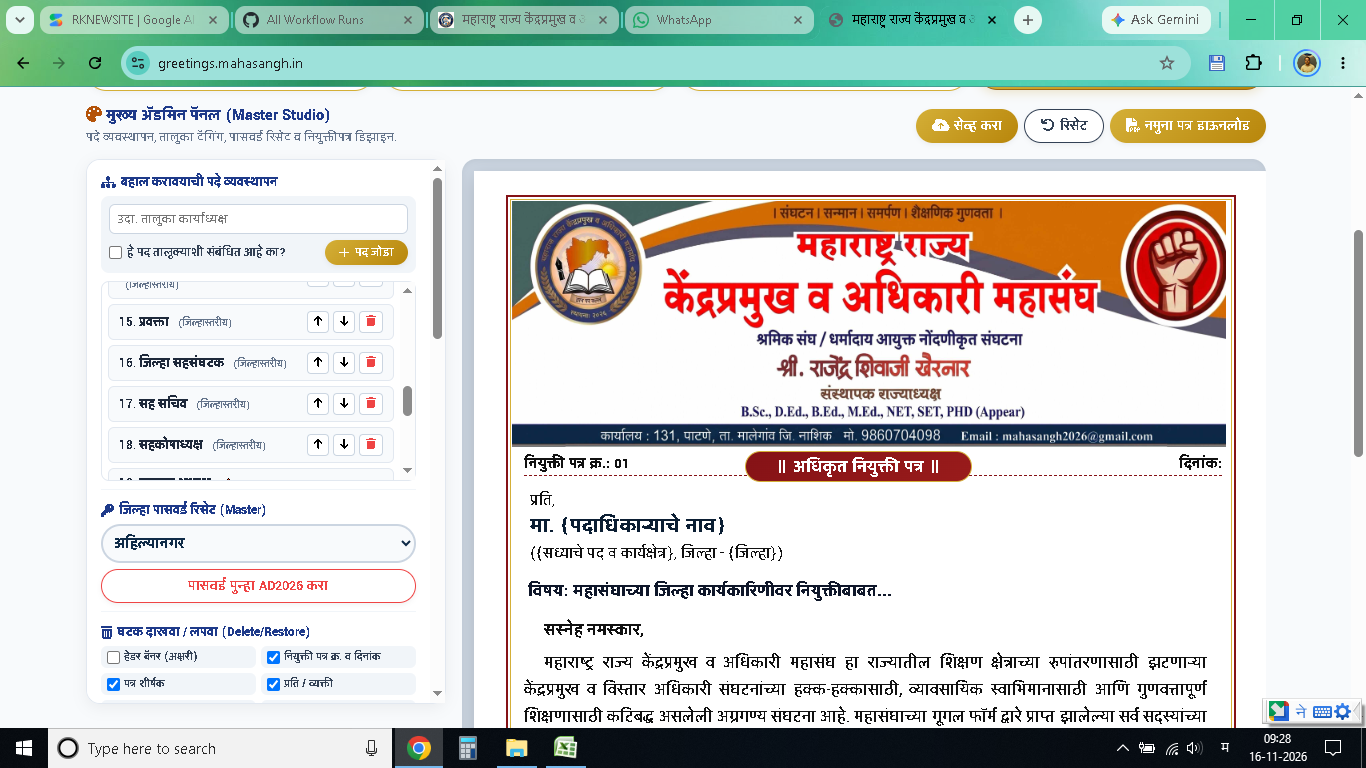 RKNEWSITE | Google AI
All Workflow Runs
महाराष्ट्र राज्य केंद्रप्रमुख व
WhatsApp
महाराष्ट्र राज्य केंद्रप्रमुख व
Ask Gemini
greetings.mahasangh.in
मुख्य ॲडमिन पॅनल (Master Studio)
पदे व्यवस्थापन, तालुका टॅगिंग, पासवर्ड रिसेट व नियुक्तीपत्र डिझाइन.
सेव्ह करा
रिसेट
नमुना पत्र डाऊनलोड
बहाल करावयाची पदे व्यवस्थापन
उदा. तालुका कार्याध्यक्ष
हे पद तालुक्याशी संबंधित आहे का?
+ पद जोडा
(जिल्हास्तरीय)
15. प्रवक्ता (जिल्हास्तरीय)
16. जिल्हा सहसंघटक (जिल्हास्तरीय)
17. सह सचिव (जिल्हास्तरीय)
18. सहकोषाध्यक्ष (जिल्हास्तरीय)
जिल्हा पासवर्ड रिसेट (Master)
अहिल्यानगर
पासवर्ड पुन्हा AD2026 करा
घटक दाखवा / लपवा (Delete/Restore)
हेडर बॅनर (अक्षरी)
नियुक्ती पत्र क्र. व दिनांक
पत्र शीर्षक
प्रति / व्यक्ती
। संघटन । सन्मान । समर्पण । शैक्षणिक गुणवता ।
महाराष्ट्र राज्य
केंद्रप्रमुख व अधिकारी महासंघ
श्रमिक संघ / धर्मादाय आयुक्त नोंदणीकृत संघटना
श्री. राजेंद्र शिवाजी खैरनार
संस्थापक राज्याध्यक्ष
B.Sc., D.Ed., B.Ed., M.Ed., NET, SET, PHD (Appear)
कार्यालय : 131, पाटणे, ता. मालेगांव जि. नाशिक मो. 9860704098 Email : mahasangh2026@gmail.com
नियुक्ती पत्र क्र.: 01
॥ अधिकृत नियुक्ती पत्र ॥
दिनांक:
प्रति,
मा. {पदाधिकाऱ्याचे नाव}
({सध्याचे पद व कार्यक्षेत्र}, जिल्हा - {जिल्हा})
विषय: महासंघाच्या जिल्हा कार्यकारिणीवर नियुक्तीबाबत...
सस्नेह नमस्कार,
महाराष्ट्र राज्य केंद्रप्रमुख व अधिकारी महासंघ हा राज्यातील शिक्षण क्षेत्राच्या रुपांतरणासाठी झटणाऱ्या
केंद्रप्रमुख व विस्तार अधिकारी संघटनांच्या हक्क-हक्कासाठी, व्यावसायिक स्वाभिमानासाठी आणि गुणवत्तापूर्ण
शिक्षणासाठी कटिबद्ध असलेली अग्रगण्य संघटना आहे. महासंघाच्या गूगल फॉर्म द्वारे प्राप्त झालेल्या सर्व सदस्यांच्या
ने
Type here to search
म
09:28
16-11-2026